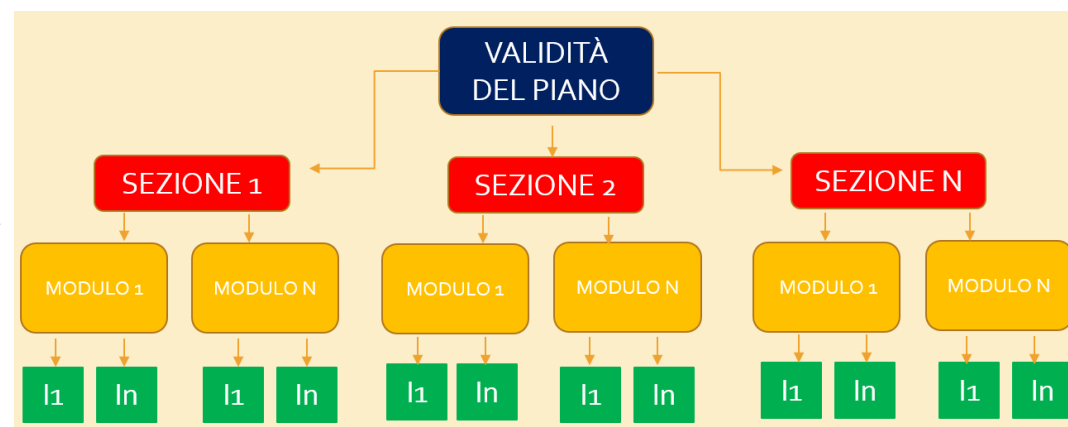 VALIDITÀ
DEL PIANO
SEZIONE 1
SEZIONE 2
SEZIONE N
MODULO 1
MODULO N
MODULO 1
MODULO N
MODULO 1
MODULO N
I1
In
I1
In
I1
In
I1
In
I1
In
I1
In